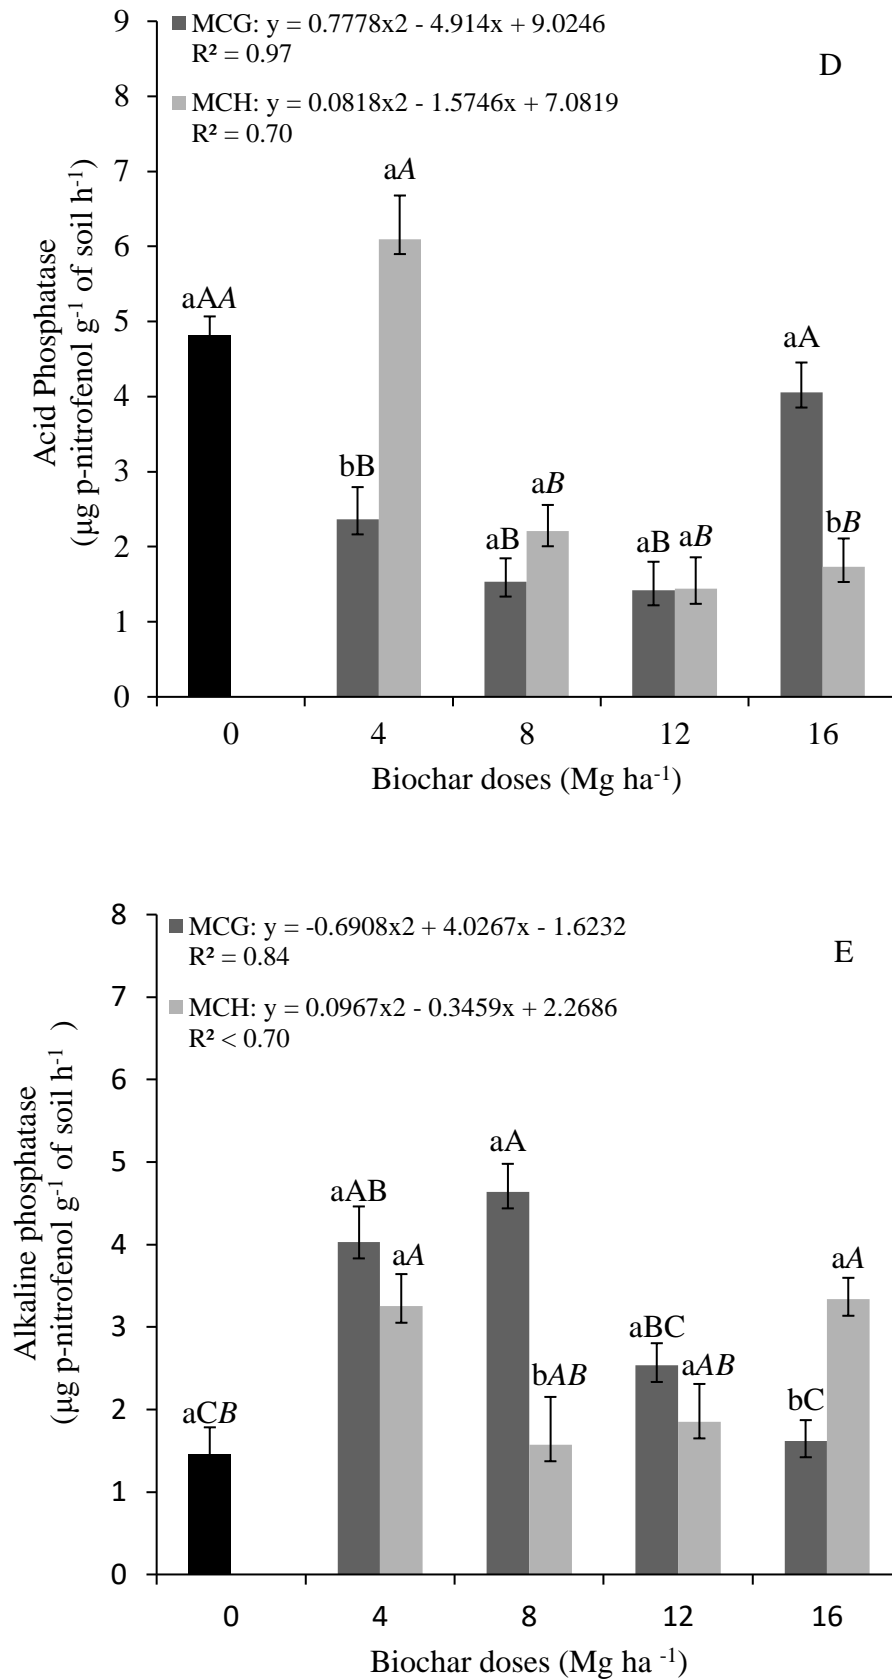 MCG: y = 0.7778x2 - 4.914x + 9.0246
R² = 0.97
D
MCH: y = 0.0818x2 - 1.5746x + 7.0819
R² = 0.70
Acid Phosphatase
(µg p-nitrofenol g⁻¹ of soil h⁻¹)
9
8
7
6
5
4
3
2
1
0
aAA
bB
aA
aB
aB
aB
aB
aA
bB
0 4 8 12 16
Biochar doses (Mg ha⁻¹)
MCG: y = -0.6908x2 + 4.0267x - 1.6232
R² = 0.84
E
MCH: y = 0.0967x2 - 0.3459x + 2.2686
R² < 0.70
Alkaline phosphatase
(µg p-nitrofenol g⁻¹ of soil h⁻¹ )
8
7
6
5
4
3
2
1
0
aCB
aAB
aA
aA
bAB
aBC
aAB
bC
aA
0 4 8 12 16
Biochar doses (Mg ha ⁻¹)